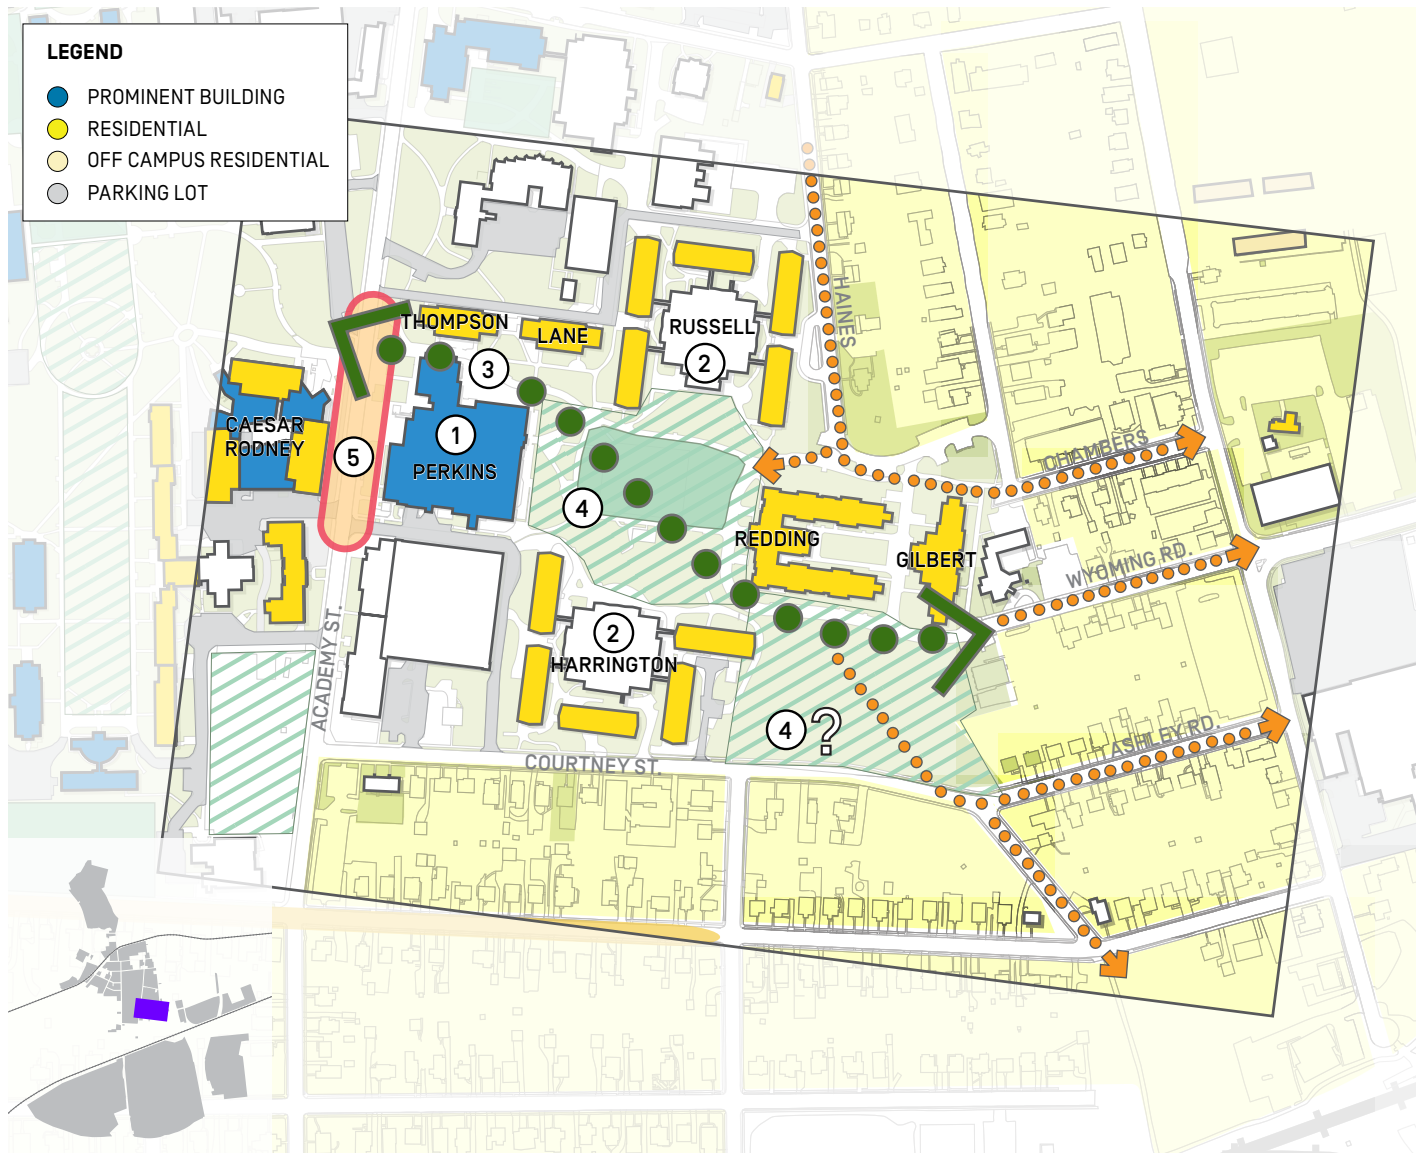 LEGEND
PROMINENT BUILDING
RESIDENTIAL
OFF CAMPUS RESIDENTIAL
PARKING LOT
HAINES
THOMPSON
LANE
RUSSELL
2
3
CAESAR
RODNEY
5
1
PERKINS
CHAMBERS
4
REDDING
GILBERT
WYOMING RD.
ACADEMY ST.
2
HARRINGTON
4 ?
ASHLEY RD.
COURTNEY ST.